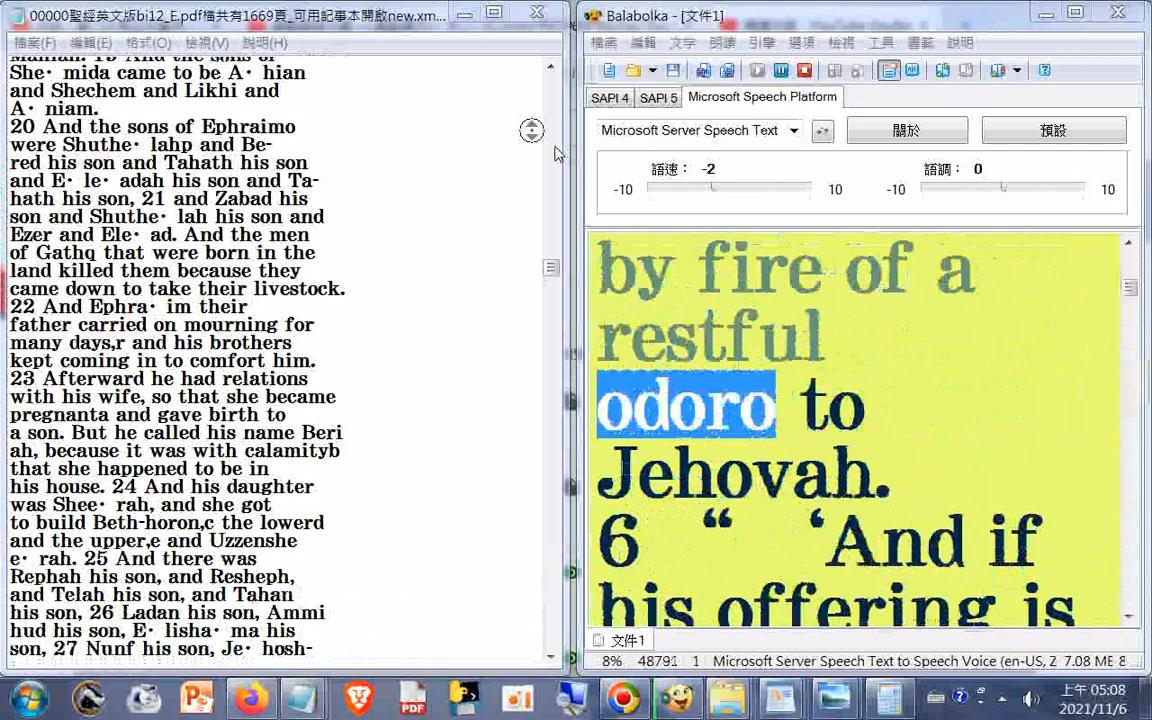 00000聖經英文版bi12_E.pdf檔共有1669頁_可用記事本開啟new.xm...
檔案(F) 編輯(E) 格式(O) 檢視(V) 說明(H)
She· mida came to be A· hian
and Shechem and Likhi and
A· niam.
20 And the sons of Ephraimo
were Shuthe· lahp and Be-
red his son and Tahath his son
and E· le· adah his son and Ta-
hath his son, 21 and Zabad his
son and Shuthe· lah his son and
Ezer and Ele· ad. And the men
of Gathq that were born in the
land killed them because they
came down to take their livestock.
22 And Ephra· im their
father carried on mourning for
many days,r and his brothers
kept coming in to comfort him.
23 Afterward he had relations
with his wife, so that she became
pregnanta and gave birth to
a son. But he called his name Beri
ah, because it was with calamityb
that she happened to be in
his house. 24 And his daughter
was Shee· rah, and she got
to build Beth-horon,c the lowerd
and the upper,e and Uzzenshe
e· rah. 25 And there was
Rephah his son, and Resheph,
and Telah his son, and Tahan
his son, 26 Ladan his son, Ammi
hud his son, E· lisha· ma his
son, 27 Nunf his son, Je· hosh-
Balabolka - [文件1]
檔案 編輯 文字 朗讀 引擎 選項 檢視 工具 書籤 說明
SAPI 4 SAPI 5 Microsoft Speech Platform
Microsoft Server Speech Text 關於 預設
語速： -2 語調： 0
-10 10 -10 10
by fire of a
restful
odoro to
Jehovah.
6 “ ‘And if
his offering is
文件1
8% 48791 1 Microsoft Server Speech Text to Speech Voice (en-US, 2 7.08 MB 8
上午 05:08
2021/11/6